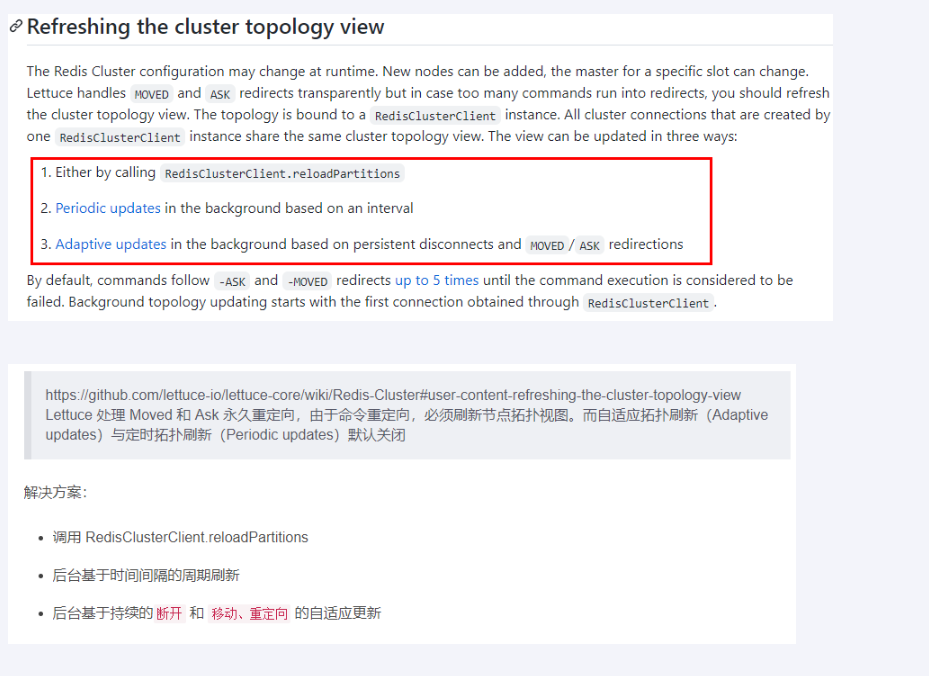 Refreshing the cluster topology view
The Redis Cluster configuration may change at runtime. New nodes can be added, the master for a specific slot can change.
Lettuce handles MOVED and ASK redirects transparently but in case too many commands run into redirects, you should refresh
the cluster topology view. The topology is bound to a RedisClusterClient instance. All cluster connections that are created by
one RedisClusterClient instance share the same cluster topology view. The view can be updated in three ways:
1. Either by calling RedisClusterClient.reloadPartitions
2. Periodic updates in the background based on an interval
3. Adaptive updates in the background based on persistent disconnects and MOVED/ASK redirections
By default, commands follow -ASK and -MOVED redirects up to 5 times until the command execution is considered to be
failed. Background topology updating starts with the first connection obtained through RedisClusterClient.
https://github.com/lettuce-io/lettuce-core/wiki/Redis-Cluster#user-content-refreshing-the-cluster-topology-view
Lettuce 处理 Moved 和 Ask 永久重定向，由于命令重定向，必须刷新节点拓扑视图。而自适应拓扑刷新（Adaptive
updates）与定时拓扑刷新（Periodic updates）默认关闭
解决方案：
• 调用 RedisClusterClient.reloadPartitions
• 后台基于时间间隔的周期刷新
• 后台基于持续的 断开 和 移动、重定向 的自适应更新